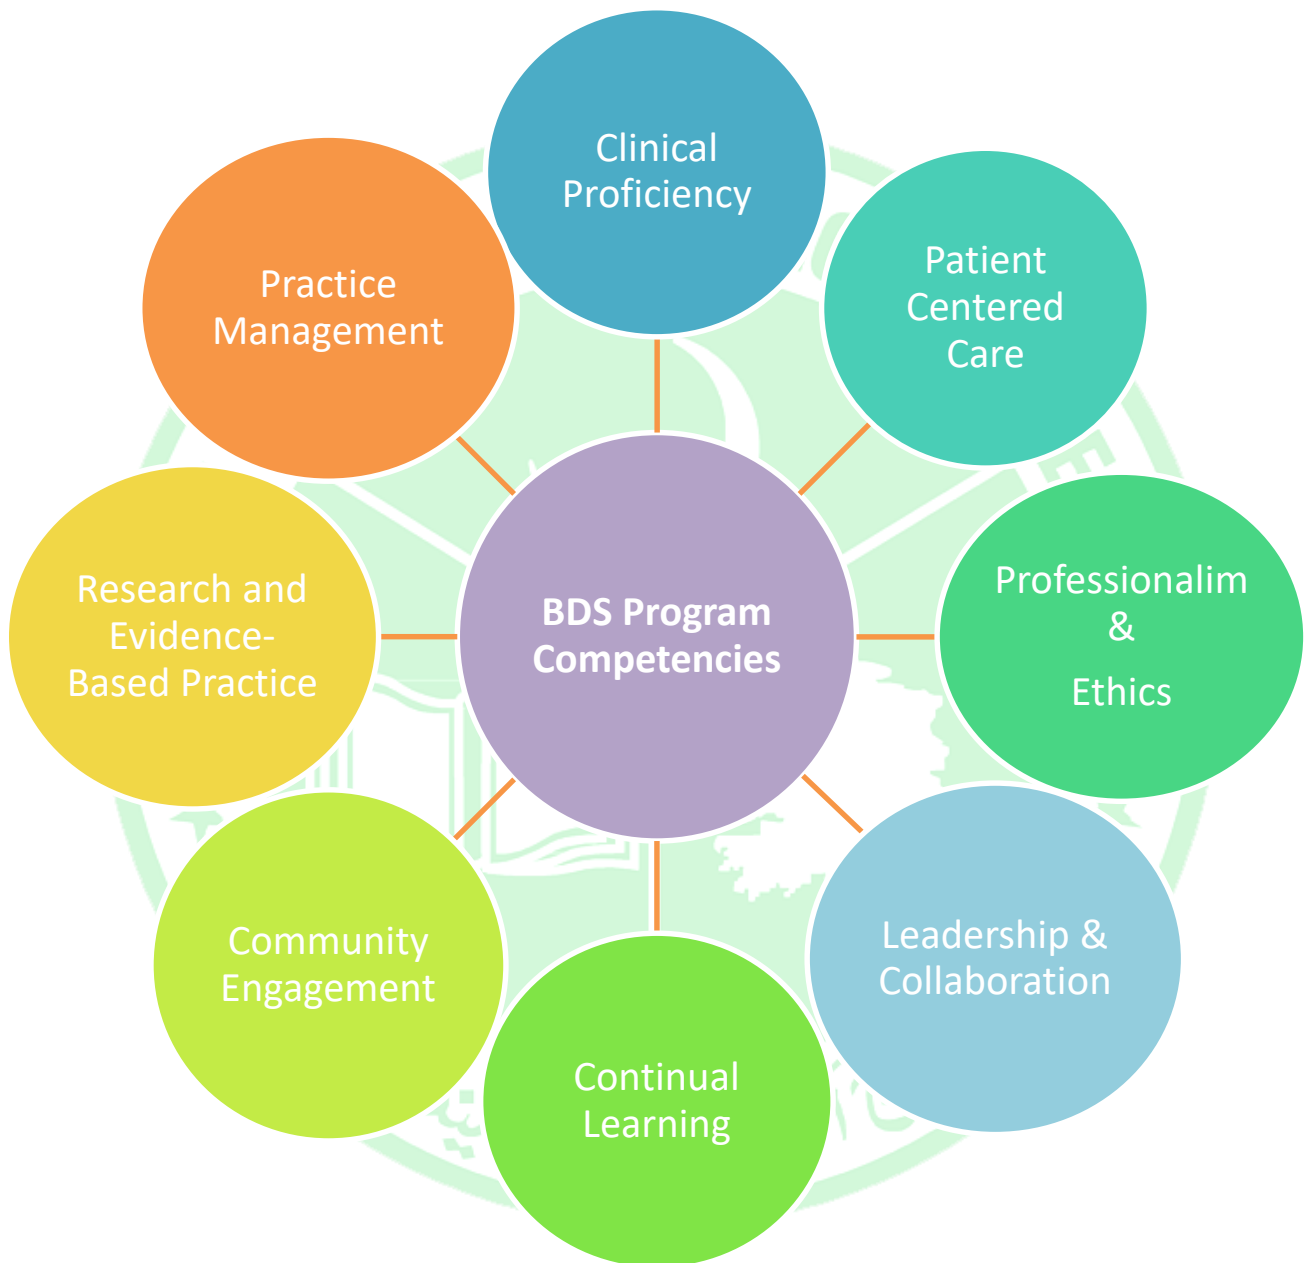 Clinical
Proficiency
Patient
Centered
Care
Professionalim
&
Ethics
Leadership &
Collaboration
Continual
Learning
Community
Engagement
Research and
Evidence-
Based Practice
Practice
Management
BDS Program
Competencies